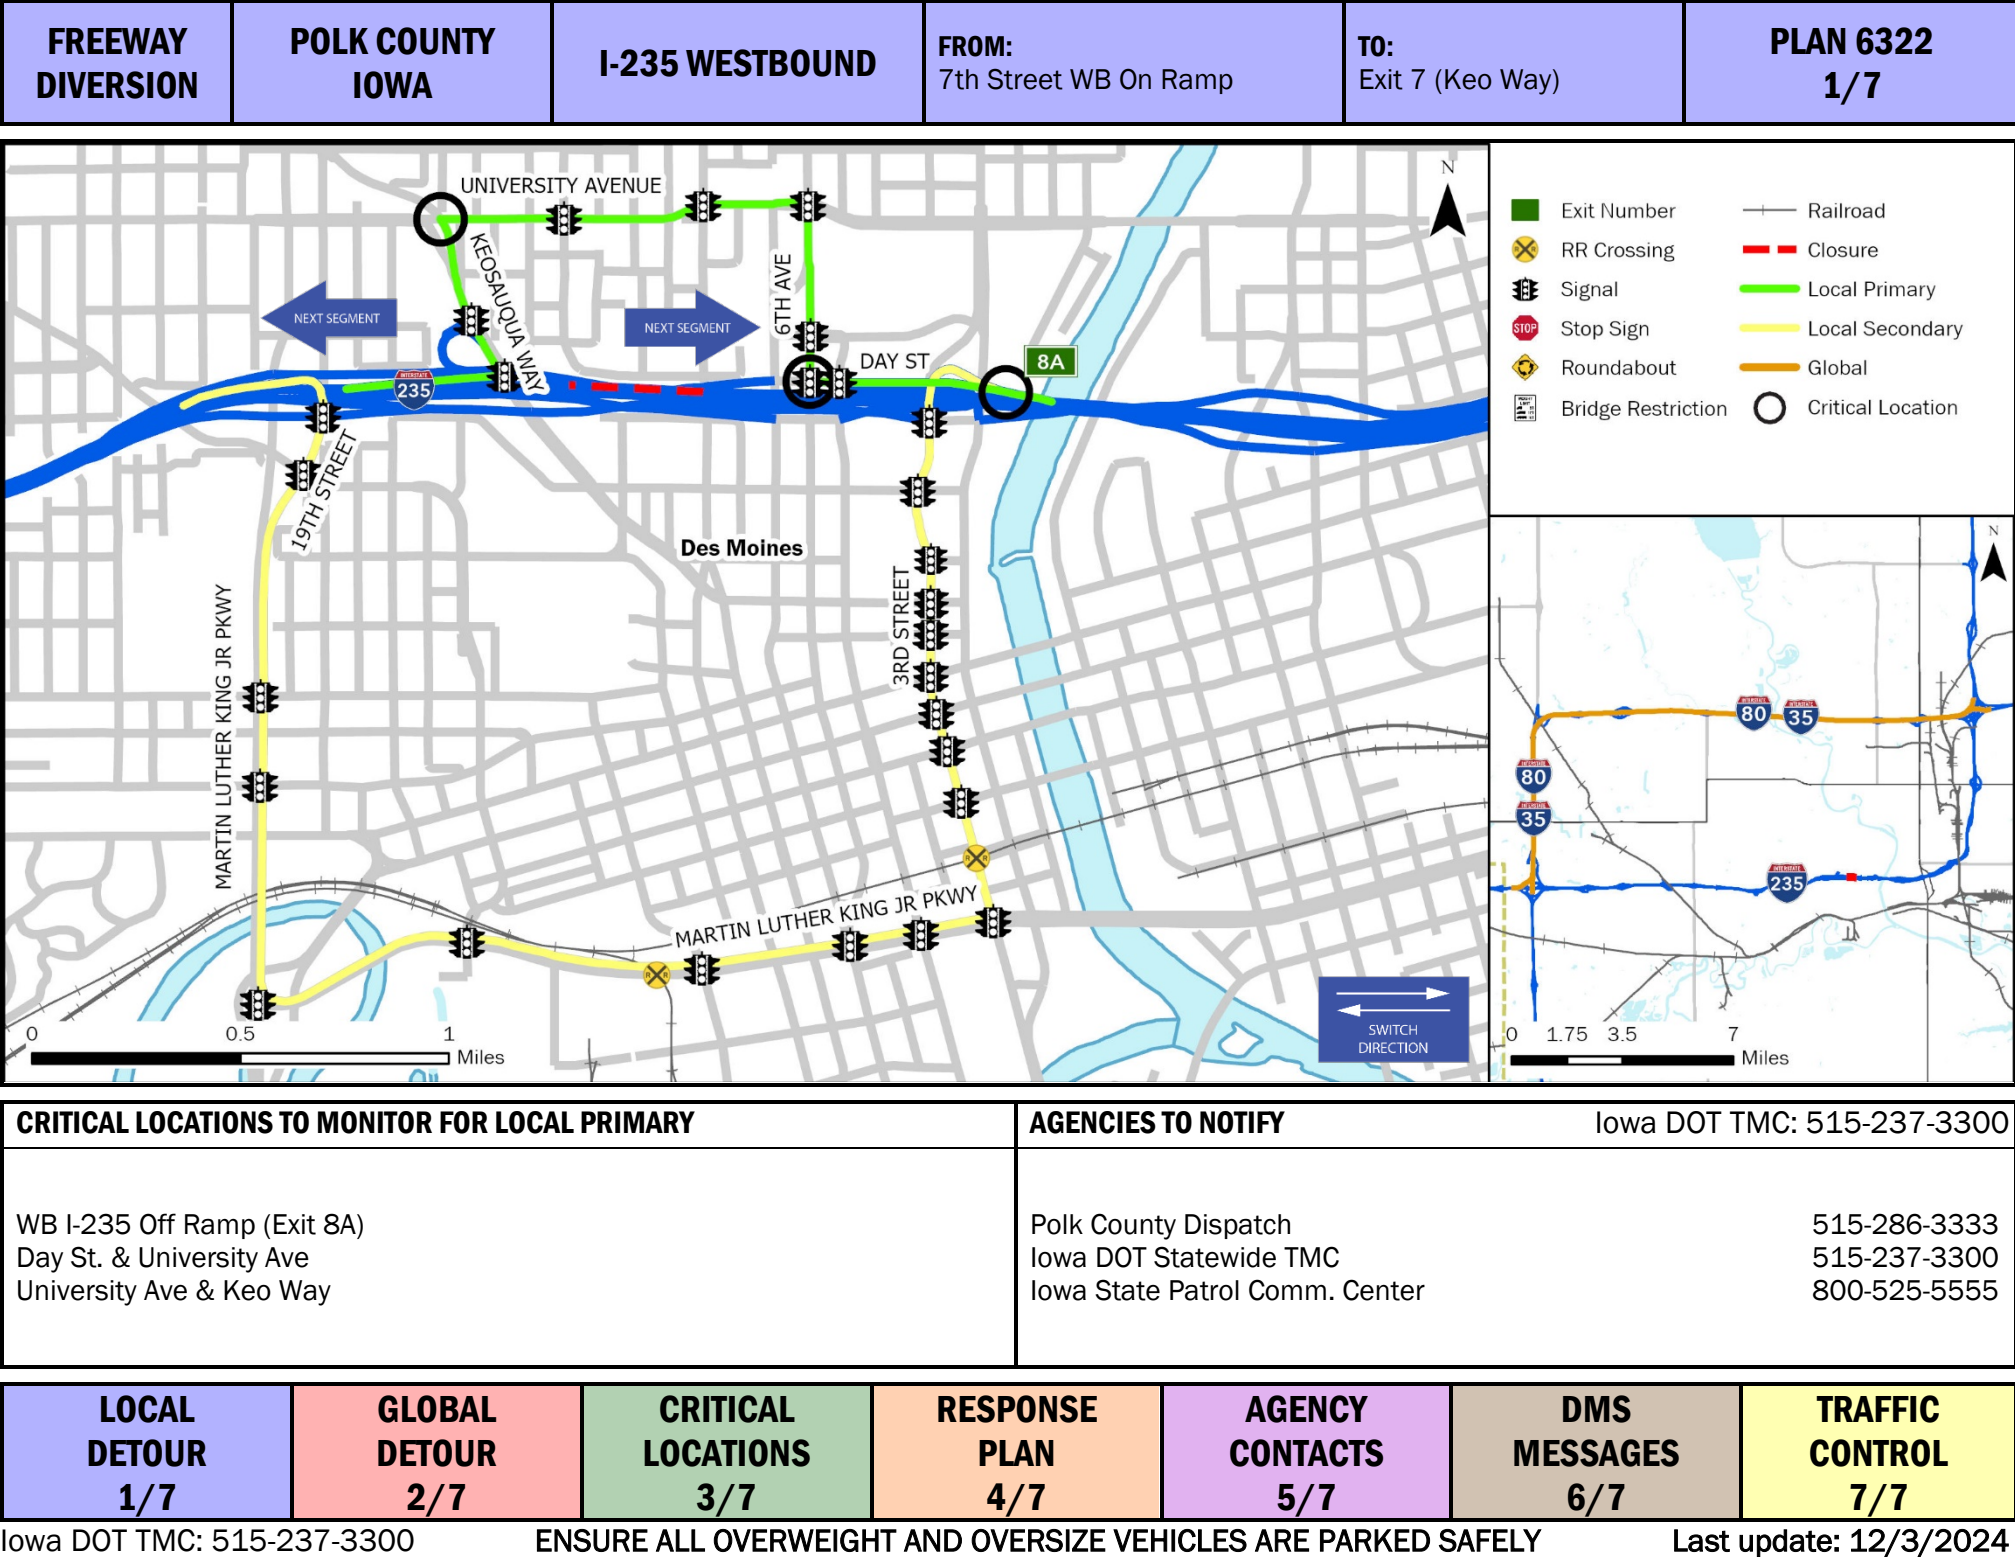 FREEWAY
DIVERSION
POLK COUNTY
IOWA
I-235 WESTBOUND
FROM:
7th Street WB On Ramp
TO:
Exit 7 (Keo Way)
PLAN 6322
1/7
UNIVERSITY AVENUE
KEOSAUQUA WAY
6TH AVE
NEXT SEGMENT
NEXT SEGMENT
DAY ST
8A
INTERSTATE
235
19TH STREET
Des Moines
3RD STREET
MARTIN LUTHER KING JR PKWY
MARTIN LUTHER KING JR PKWY
N
SWITCH
DIRECTION
0 0.5 1
Miles
Exit Number
RR Crossing
Signal
STOP
Stop Sign
Roundabout
Bridge Restriction
Railroad
Closure
Local Primary
Local Secondary
Global
Critical Location
N
80
35
80
35
235
0 1.75 3.5 7
Miles
CRITICAL LOCATIONS TO MONITOR FOR LOCAL PRIMARY
WB I-235 Off Ramp (Exit 8A)
Day St. & University Ave
University Ave & Keo Way
AGENCIES TO NOTIFY Iowa DOT TMC: 515-237-3300
Polk County Dispatch 515-286-3333
Iowa DOT Statewide TMC 515-237-3300
Iowa State Patrol Comm. Center 800-525-5555
LOCAL
DETOUR
1/7
GLOBAL
DETOUR
2/7
CRITICAL
LOCATIONS
3/7
RESPONSE
PLAN
4/7
AGENCY
CONTACTS
5/7
DMS
MESSAGES
6/7
TRAFFIC
CONTROL
7/7
Iowa DOT TMC: 515-237-3300 ENSURE ALL OVERWEIGHT AND OVERSIZE VEHICLES ARE PARKED SAFELY Last update: 12/3/2024